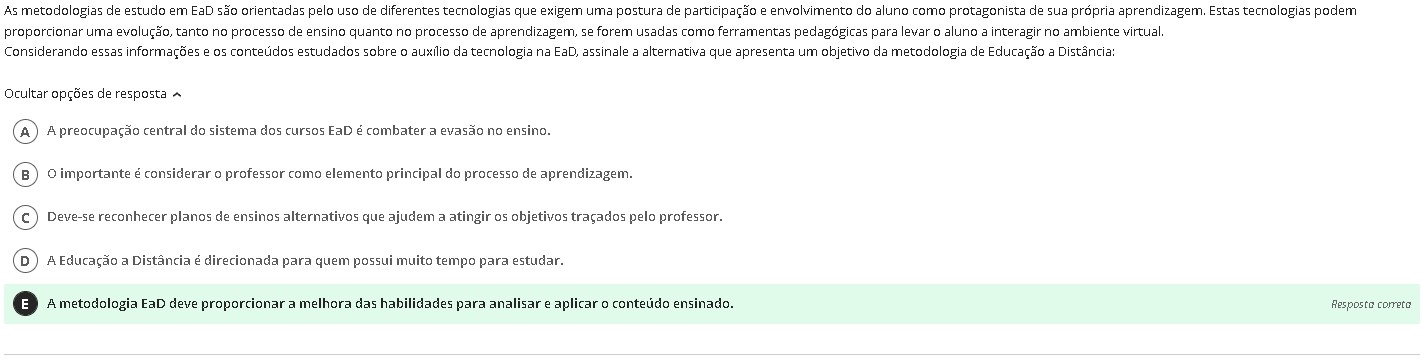 As metodologias de estudo em EaD são orientadas pelo uso de diferentes tecnologias que exigem uma postura de participação e envolvimento do aluno como protagonista de sua própria aprendizagem. Estas tecnologias podem
proporcionar uma evolução, tanto no processo de ensino quanto no processo de aprendizagem, se forem usadas como ferramentas pedagógicas para levar o aluno a interagir no ambiente virtual.
Considerando essas informações e os conteúdos estudados sobre o auxílio da tecnologia na EaD, assinale a alternativa que apresenta um objetivo da metodologia de Educação a Distância:
Ocultar opções de resposta
A A preocupação central do sistema dos cursos EaD é combater a evasão no ensino.
B O importante é considerar o professor como elemento principal do processo de aprendizagem.
C Deve-se reconhecer planos de ensinos alternativos que ajudem a atingir os objetivos traçados pelo professor.
D A Educação a Distância é direcionada para quem possui muito tempo para estudar.
E A metodologia EaD deve proporcionar a melhora das habilidades para analisar e aplicar o conteúdo ensinado. Resposta correta